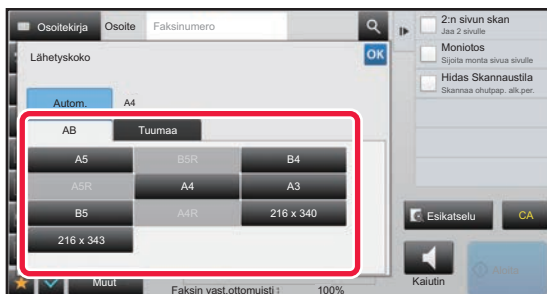 Osoitekirja Osoite Faksinumero
Lähetyskoko
OK
Autom. A4
AB Tuumaa
A5 B5R B4
A5R A4 A3
B5 A4R 216 x 340
216 x 343
Muut Faksin vast.ottomuisti: 100%
2:n sivun skan
Jaa 2 sivulle
Moniotos
Sijoita monta sivua sivulle
Hidas Skannaustila
Skannaa ohutpap. alk.per.
Esikatselu CA
Kaiutin Aloita